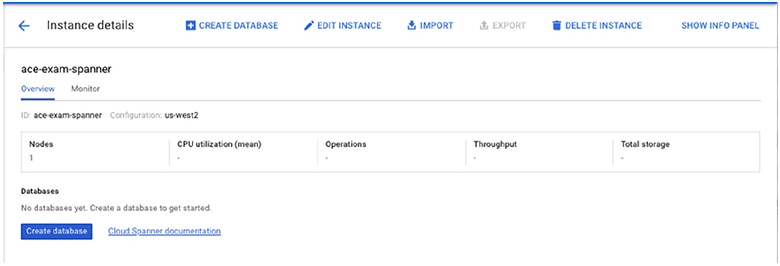 Instance details CREATE DATABASE EDIT INSTANCE IMPORT EXPORT DELETE INSTANCE SHOW INFO PANEL
ace-exam-spanner
Overview Monitor
ID: ace-exam-spanner Configuration: us-west2
Nodes CPU utilization (mean) Operations Throughput Total storage
1 - - - -
Databases
No databases yet. Create a database to get started.
Create database Cloud Spanner documentation